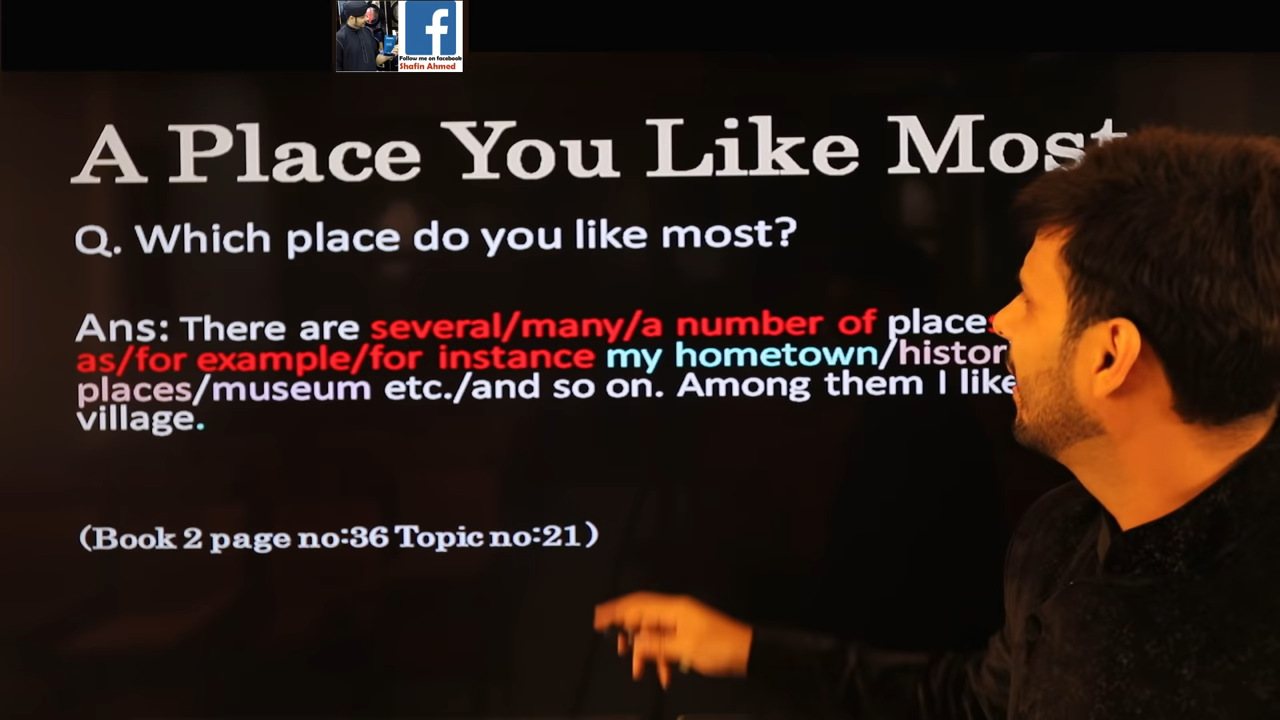 Follow me on facebook
Shafin Ahmed
A Place You Like Most
Q. Which place do you like most?
Ans: There are several/many/a number of
as/for example/for instance my hometown/
places/museum etc./and so on. Among them I like
village.
(Book 2 page no:36 Topic no:21)